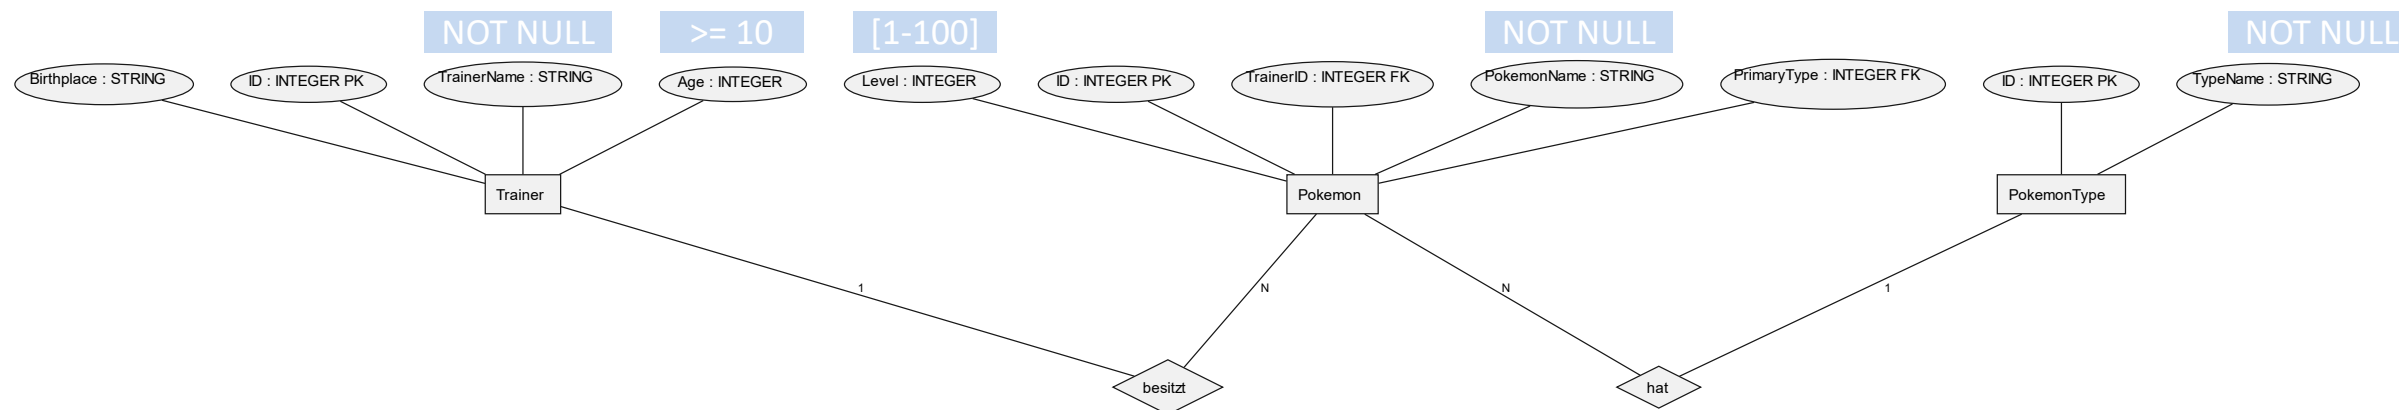 NOT NULL
>= 10
[1-100]
NOT NULL
NOT NULL
Birthplace : STRING
ID : INTEGER PK
TrainerName : STRING
Age : INTEGER
Level : INTEGER
ID : INTEGER PK
TrainerID : INTEGER FK
PokemonName : STRING
PrimaryType : INTEGER FK
ID : INTEGER PK
TypeName : STRING
Trainer
Pokemon
PokemonType
1
N
N
1
besitzt
hat